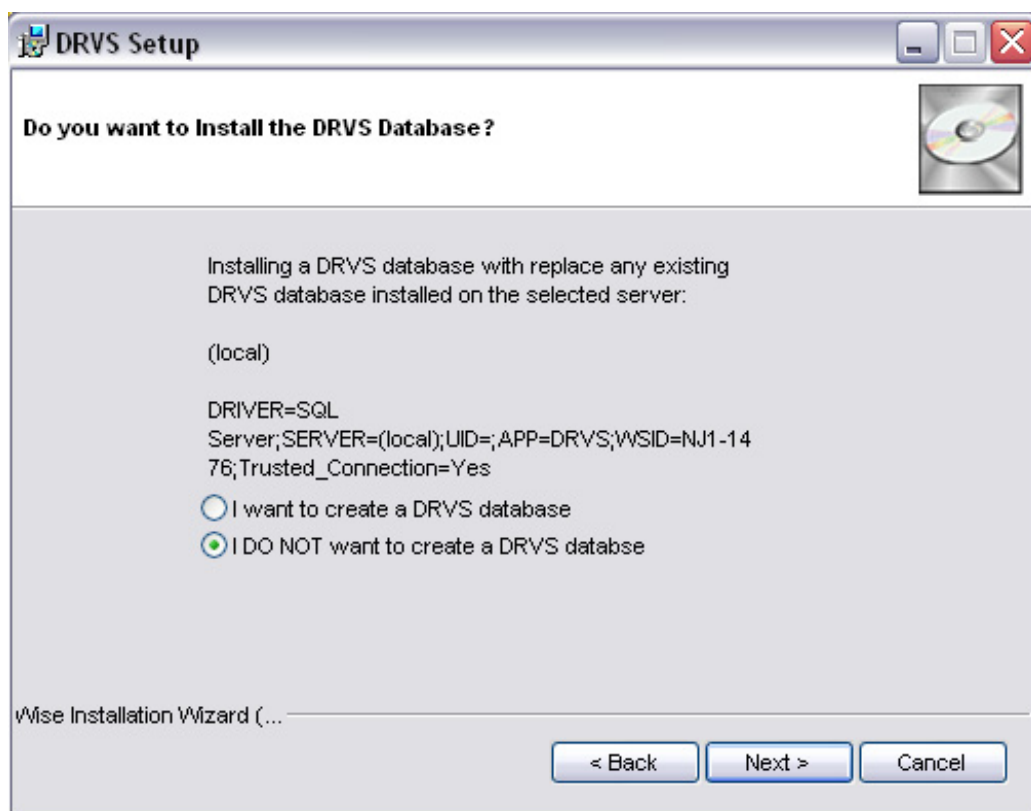 DRVS Setup
Do you want to Install the DRVS Database?
Installing a DRVS database with replace any existing
DRVS database installed on the selected server:
(local)
DRIVER=SQL
Server;SERVER=(local);UID=;APP=DRVS;WSID=NJ1-14
76;Trusted_Connection=Yes
I want to create a DRVS database
I DO NOT want to create a DRVS databse
Wise Installation Wizard (...
< Back Next > Cancel